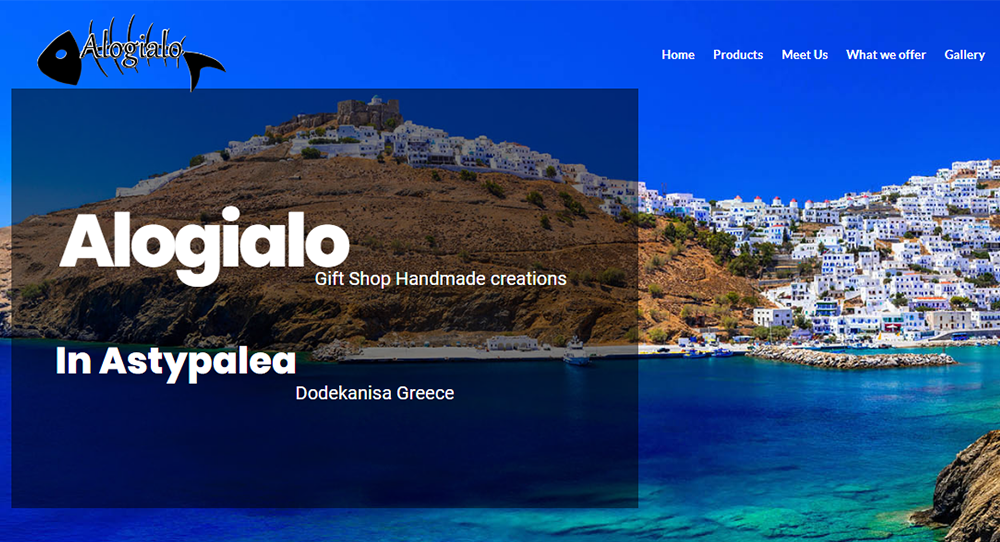 Alogialo
Home Products Meet Us What we offer Gallery
Alogialo
Gift Shop Handmade creations
In Astypalea
Dodekanisa Greece